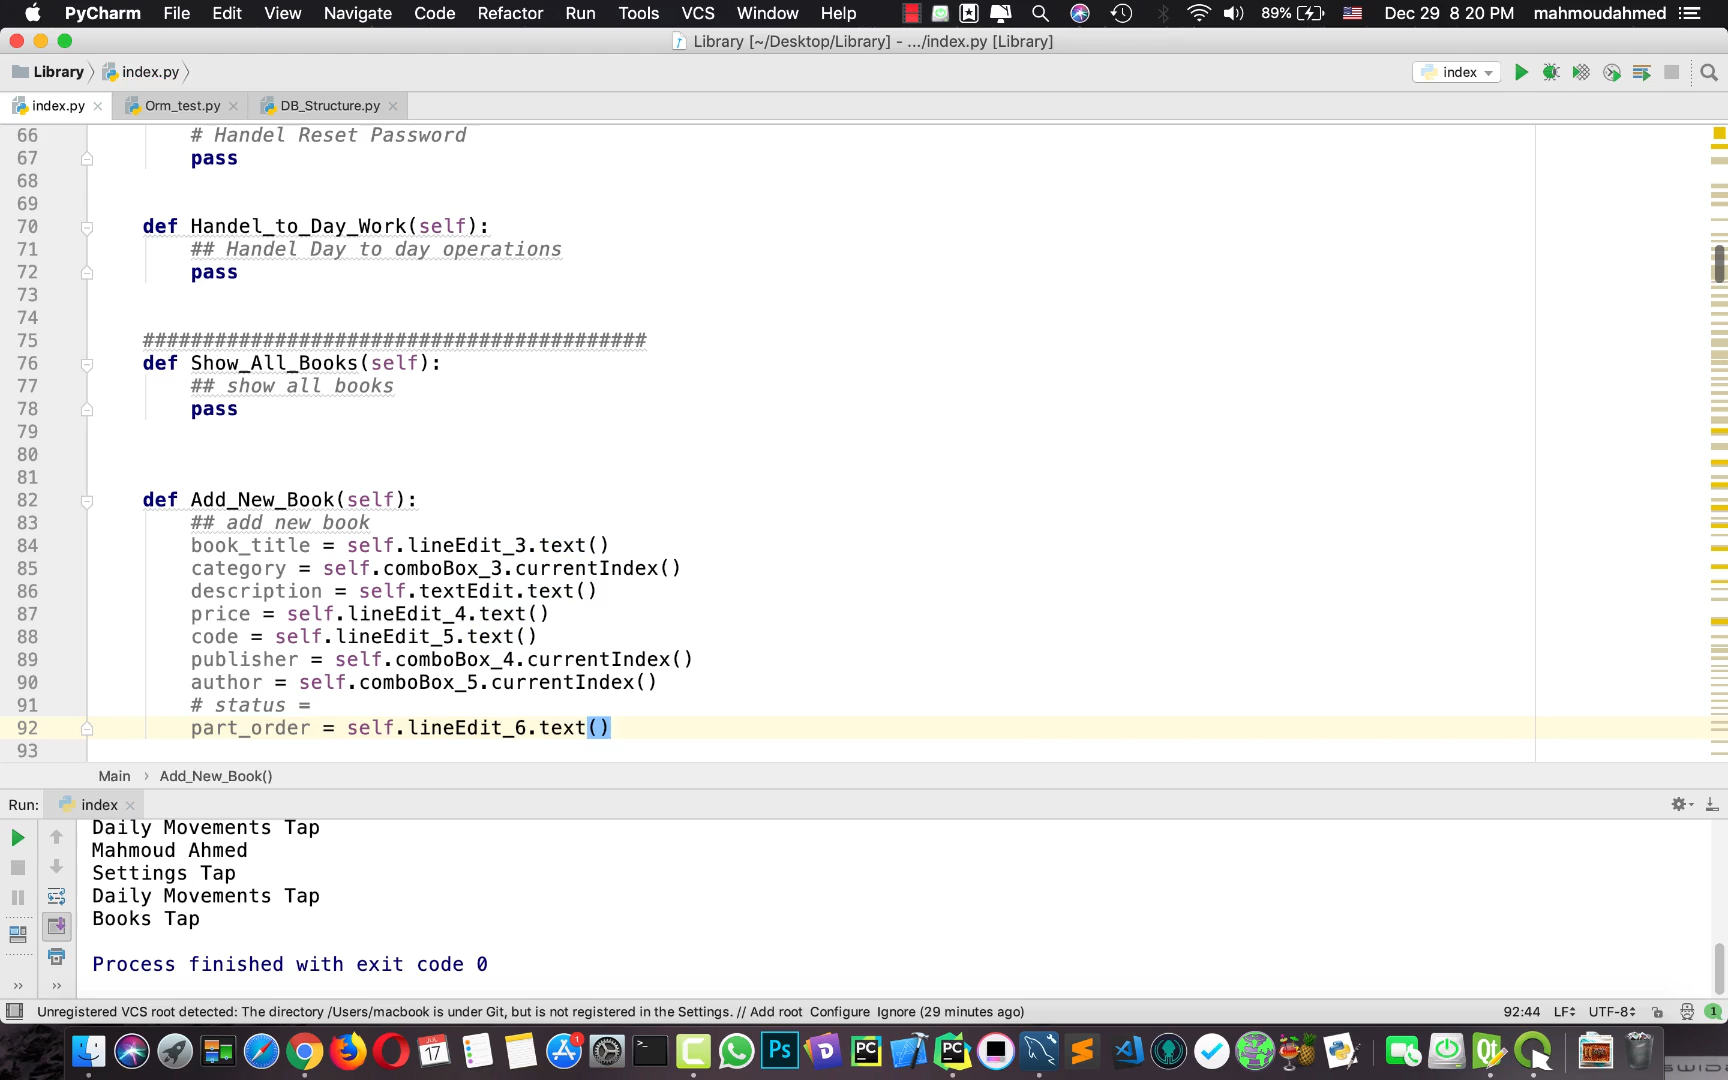 PyCharm File Edit View Navigate Code Refactor Run Tools VCS Window Help 89% Dec 29 8 20 PM mahmoudahmed
Library [~/Desktop/Library] - .../index.py [Library]
Library index.py index
index.py Orm_test.py DB_Structure.py
66 # Handel Reset Password
67 pass
68
69
70 def Handel_to_Day_Work(self):
71 ## Handel Day to day operations
72 pass
73
74
75 ##########################################
76 def Show_All_Books(self):
77 ## show all books
78 pass
79
80
81
82 def Add_New_Book(self):
83 ## add new book
84 book_title = self.lineEdit_3.text()
85 category = self.comboBox_3.currentIndex()
86 description = self.textEdit.text()
87 price = self.lineEdit_4.text()
88 code = self.lineEdit_5.text()
89 publisher = self.comboBox_4.currentIndex()
90 author = self.comboBox_5.currentIndex()
91 # status =
92 part_order = self.lineEdit_6.text()
93
Main › Add_New_Book()
Run: index
Daily Movements Tap
Mahmoud Ahmed
Settings Tap
Daily Movements Tap
Books Tap
Process finished with exit code 0
Unregistered VCS root detected: The directory /Users/macbook is under Git, but is not registered in the Settings. // Add root Configure Ignore (29 minutes ago) 92:44 LF UTF-8 1
JUL 17 1 Ps D PC PC Qt